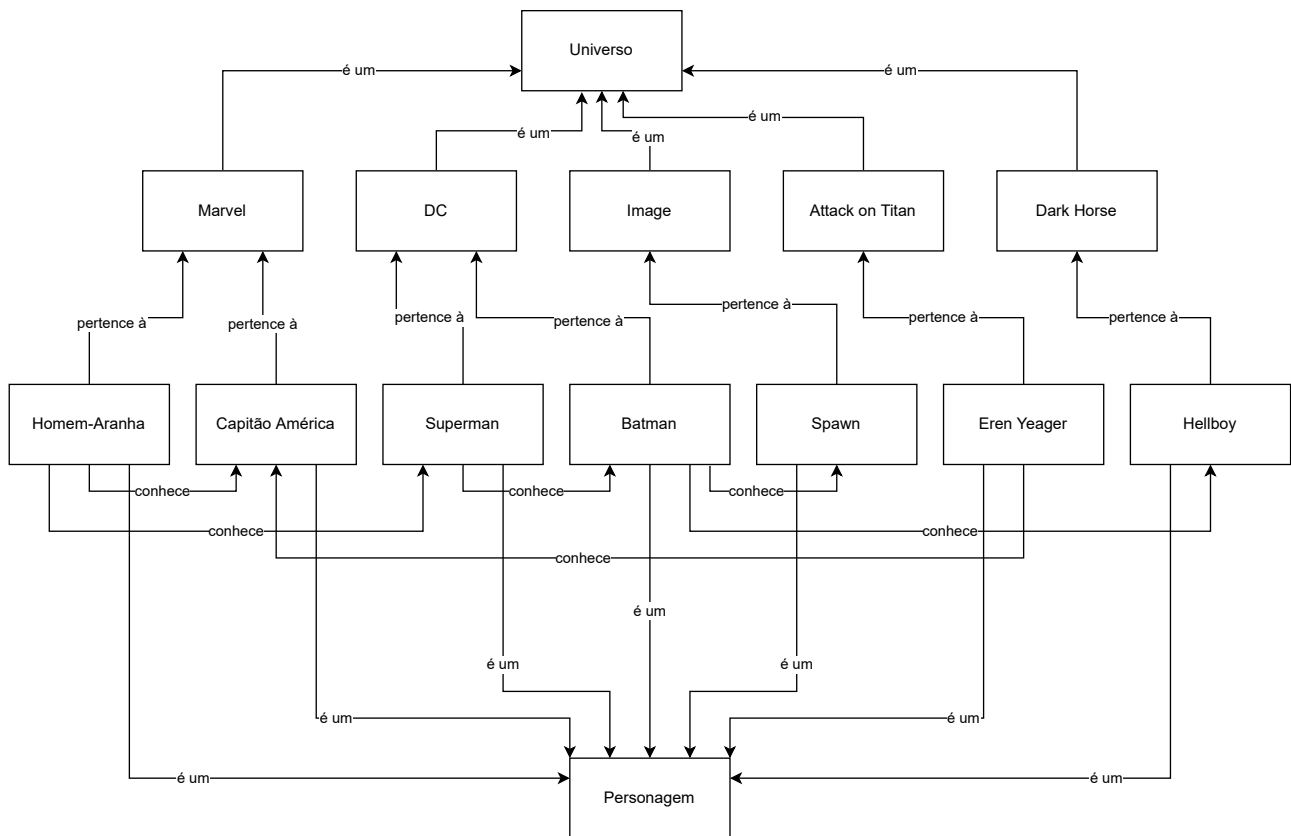 Universo
é um
é um
é um
é um
é um
Marvel
DC
Image
Attack on Titan
Dark Horse
pertence à
pertence à
pertence à
pertence à
pertence à
pertence à
pertence à
Homem-Aranha
Capitão América
Superman
Batman
Spawn
Eren Yeager
Hellboy
conhece
conhece
conhece
conhece
conhece
conhece
é um
é um
é um
é um
é um
é um
é um
Personagem